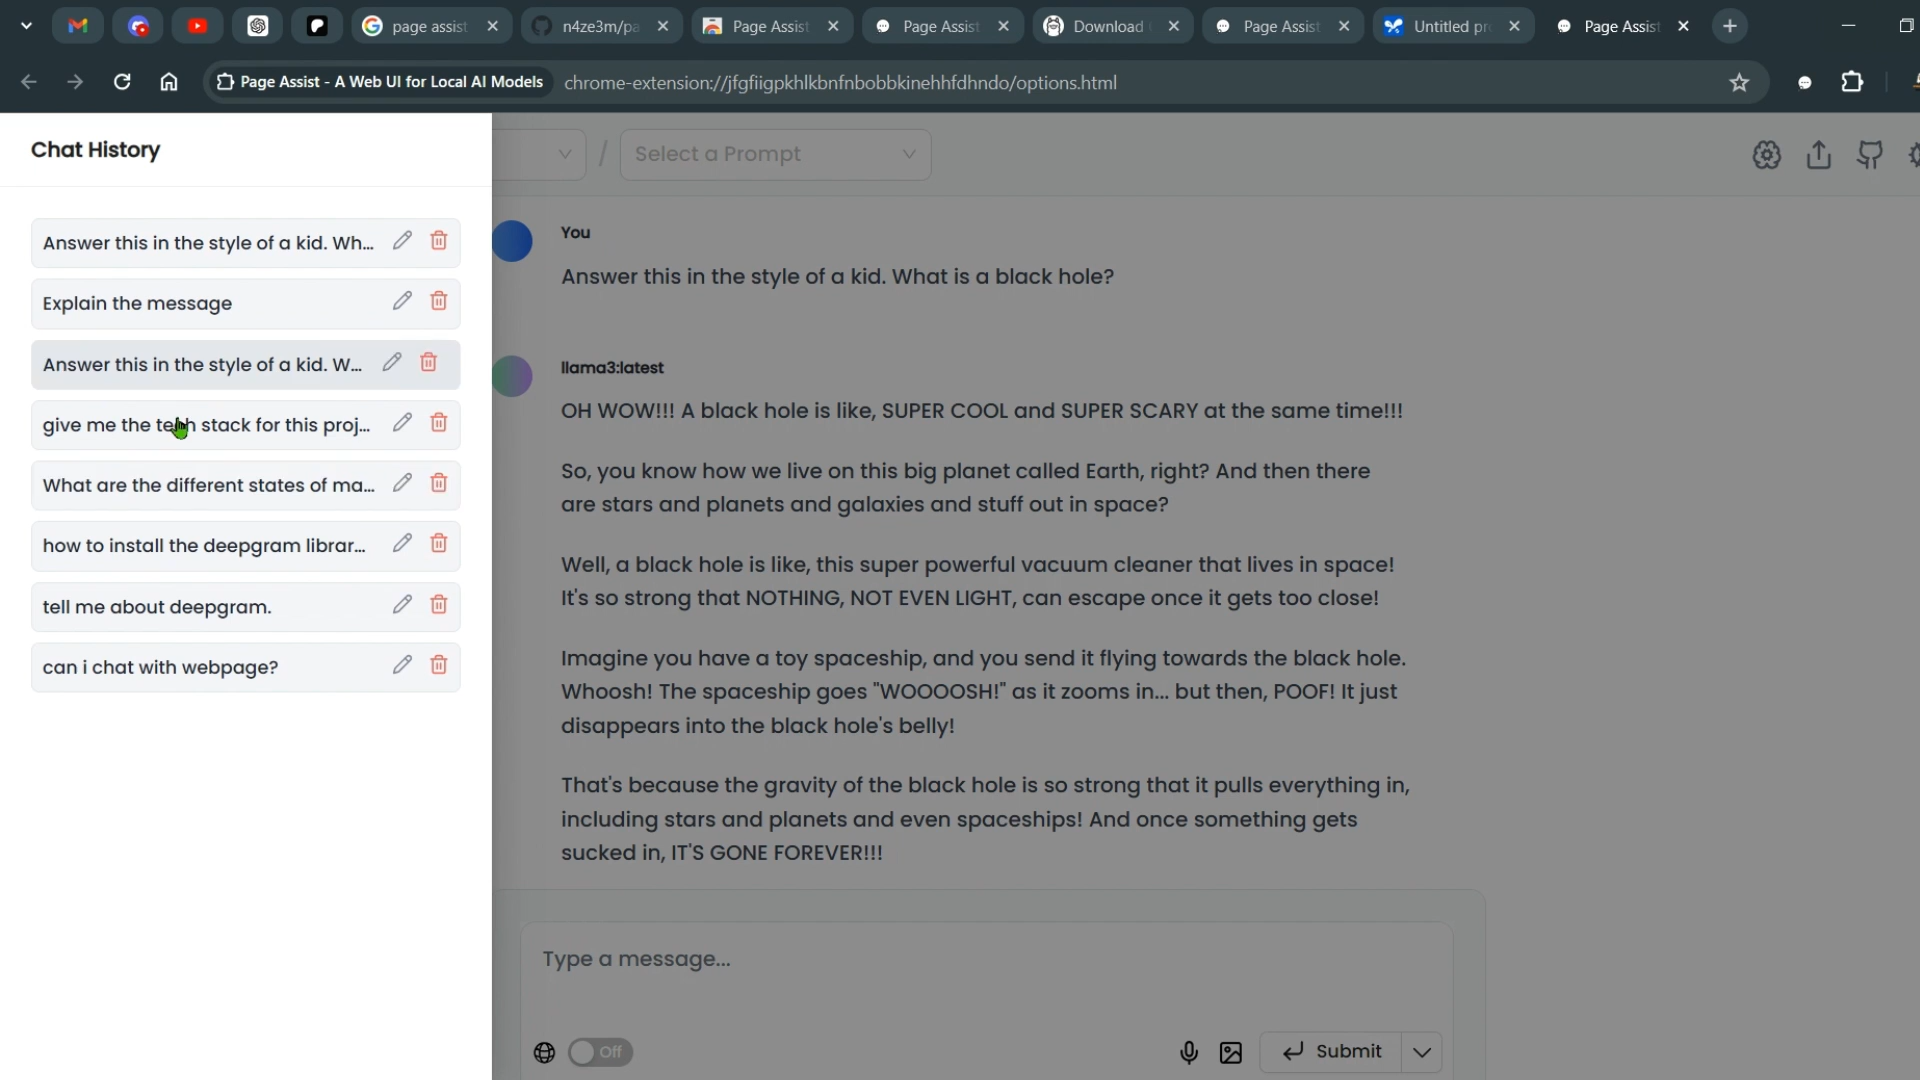 page assist
n4ze3m/pa
Page Assist
Page Assist
Download
Page Assist
Untitled pr
Page Assist
Page Assist - A Web UI for Local AI Models
chrome-extension://jfgfiigpkhlkbnfnbobbkinehhfdhndo/options.html
Chat History
Answer this in the style of a kid. Wh...
Explain the message
Answer this in the style of a kid. W...
give me the tech stack for this proj...
What are the different states of ma...
how to install the deepgram librar...
tell me about deepgram.
can i chat with webpage?
/
Select a Prompt
You
Answer this in the style of a kid. What is a black hole?
llama3:latest
OH WOW!!! A black hole is like, SUPER COOL and SUPER SCARY at the same time!!!
So, you know how we live on this big planet called Earth, right? And then there
are stars and planets and galaxies and stuff out in space?
Well, a black hole is like, this super powerful vacuum cleaner that lives in space!
It's so strong that NOTHING, NOT EVEN LIGHT, can escape once it gets too close!
Imagine you have a toy spaceship, and you send it flying towards the black hole.
Whoosh! The spaceship goes "WOOOOSH!" as it zooms in... but then, POOF! It just
disappears into the black hole's belly!
That's because the gravity of the black hole is so strong that it pulls everything in,
including stars and planets and even spaceships! And once something gets
sucked in, IT'S GONE FOREVER!!!
Type a message...
Off
Submit